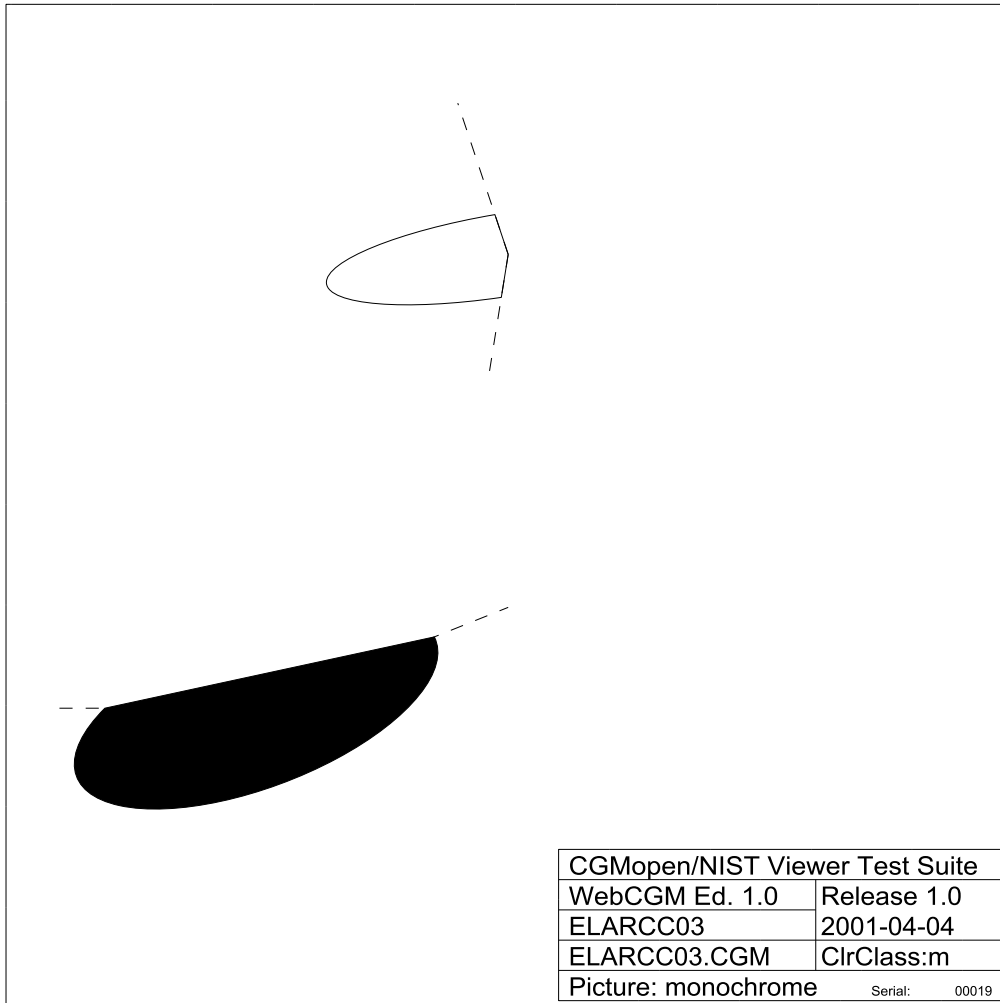 CGMopen/NIST Viewer Test Suite
WebCGM Ed. 1.0 Release 1.0
ELARCC03 2001-04-04
ELARCC03.CGM ClrClass:m
Picture: monochrome Serial: 00019